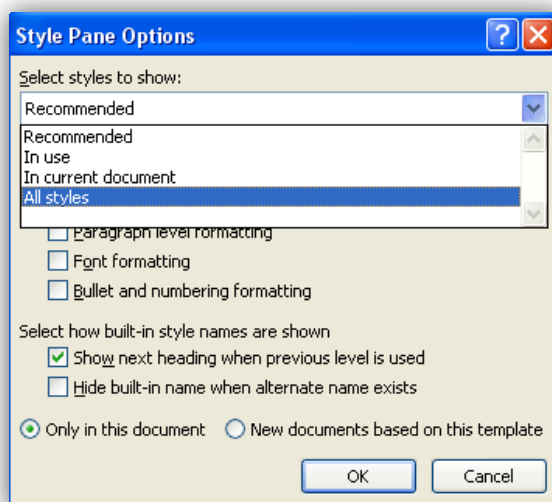 Style Pane Options
Select styles to show:
Recommended
Recommended
In use
In current document
All styles
Paragraph level formatting
Font formatting
Bullet and numbering formatting
Select how built-in style names are shown
Show next heading when previous level is used
Hide built-in name when alternate name exists
Only in this document New documents based on this template
OK Cancel